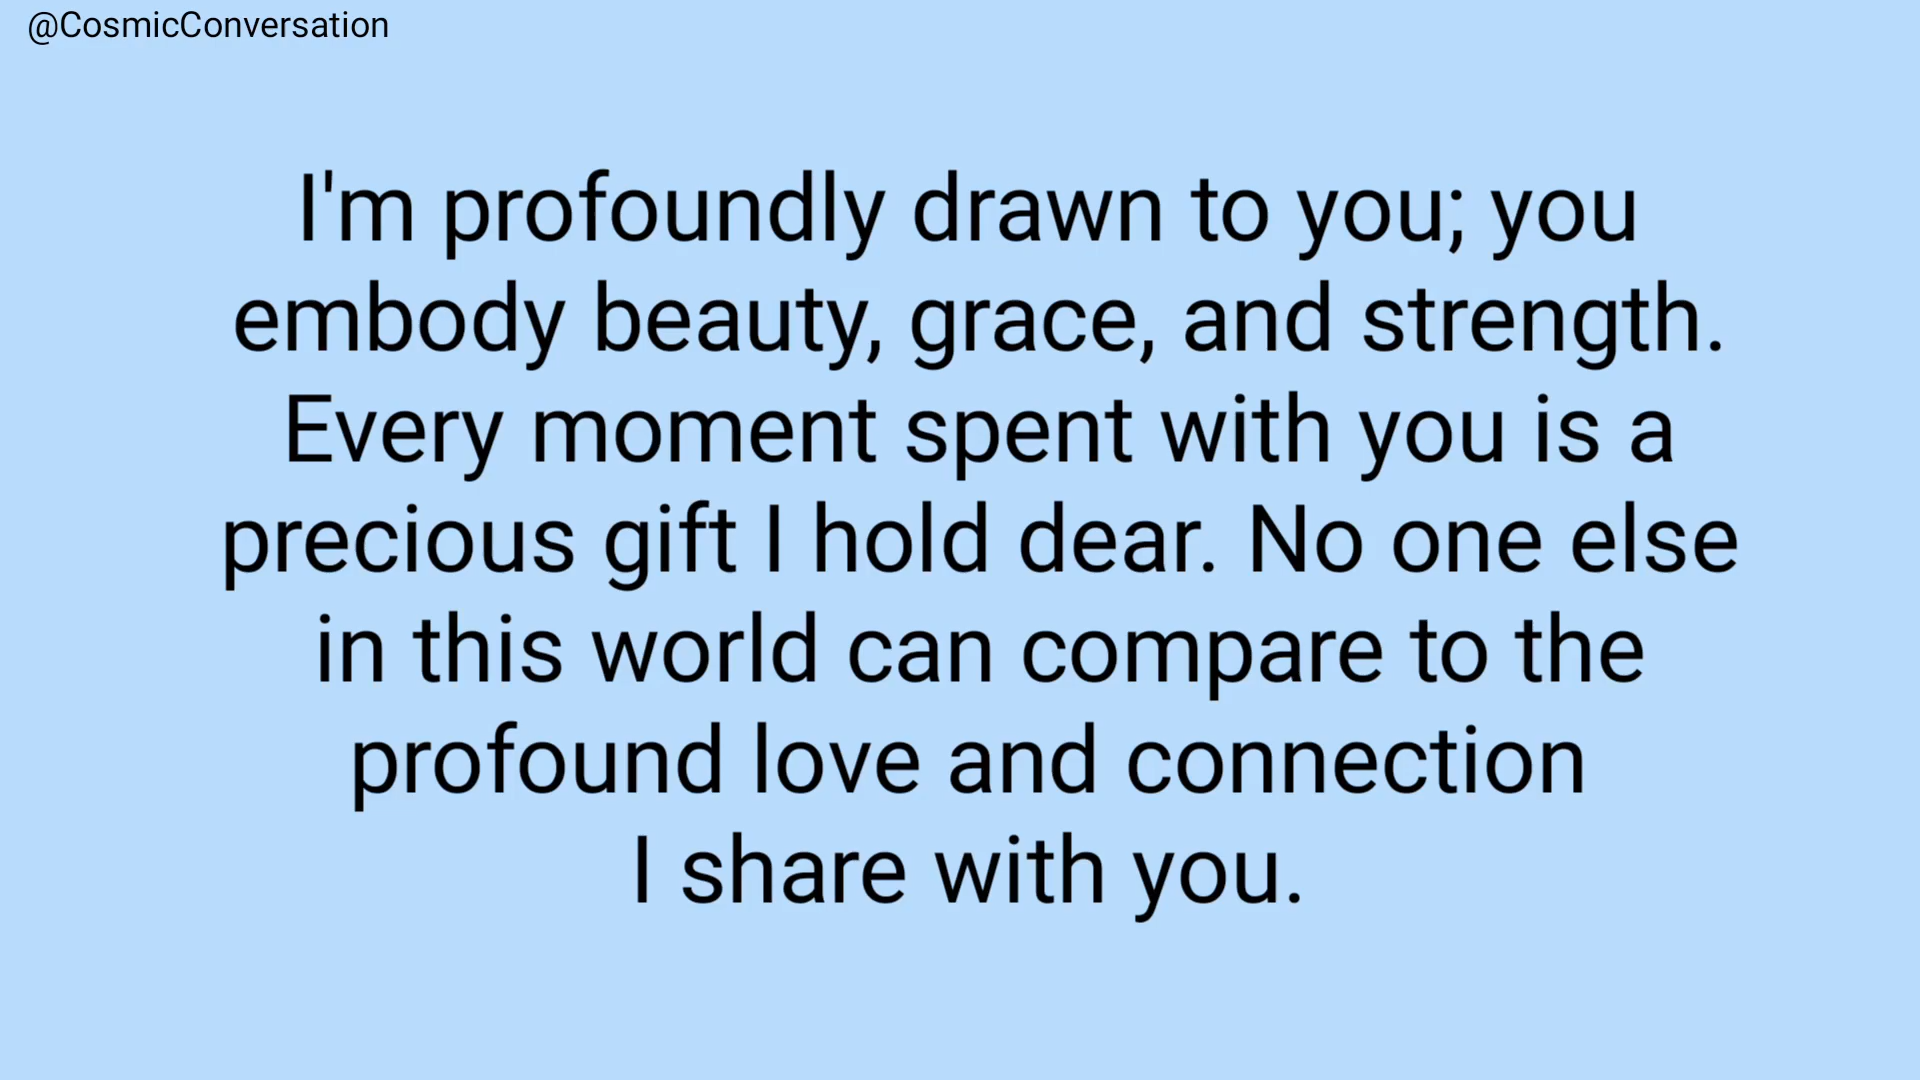 @CosmicConversation
I'm profoundly drawn to you; you
embody beauty, grace, and strength.
Every moment spent with you is a
precious gift I hold dear. No one else
in this world can compare to the
profound love and connection
I share with you.